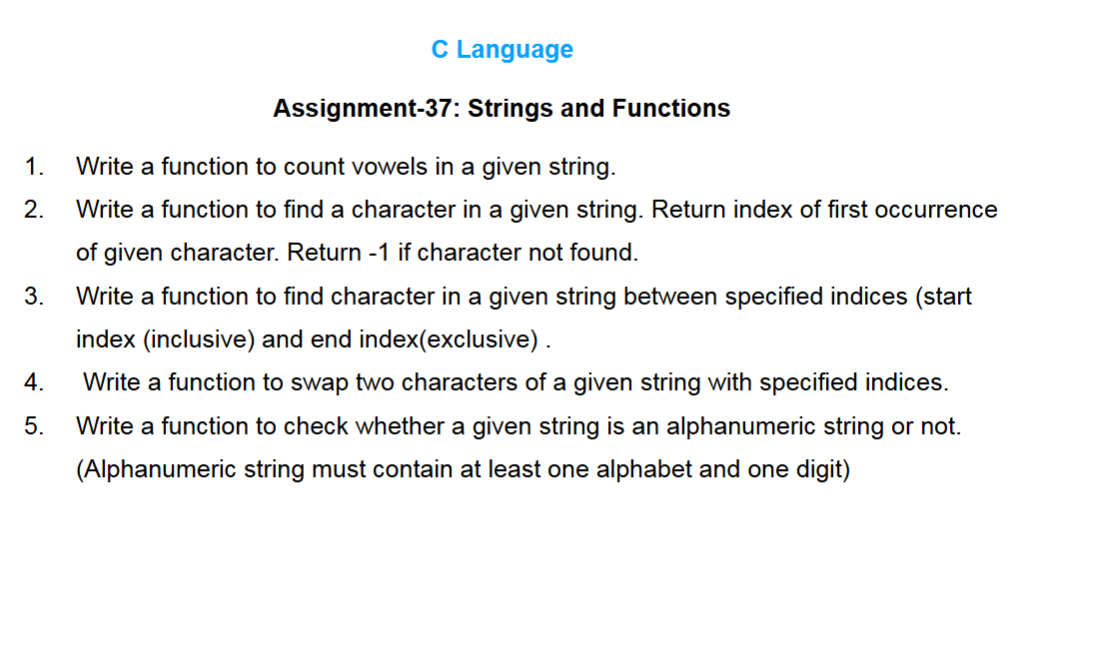 C Language
Assignment-37: Strings and Functions
1. Write a function to count vowels in a given string.
2. Write a function to find a character in a given string. Return index of first occurrence
of given character. Return -1 if character not found.
3. Write a function to find character in a given string between specified indices (start
index (inclusive) and end index(exclusive) .
4. Write a function to swap two characters of a given string with specified indices.
5. Write a function to check whether a given string is an alphanumeric string or not.
(Alphanumeric string must contain at least one alphabet and one digit)